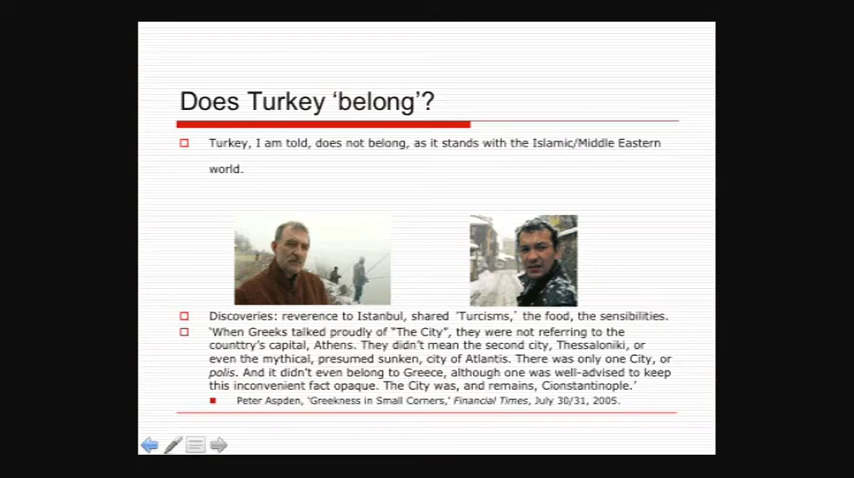 Does Turkey ‘belong’?
Turkey, I am told, does not belong, as it stands with the Islamic/Middle Eastern
world.
Discoveries: reverence to Istanbul, shared ‘Turcisms,’ the food, the sensibilities.
‘When Greeks talked proudly of “The City”, they were not referring to the
counttry’s capital, Athens. They didn’t mean the second city, Thessaloniki, or
even the mythical, presumed sunken, city of Atlantis. There was only one City, or
polis. And it didn’t even belong to Greece, although one was well-advised to keep
this inconvenient fact opaque. The City was, and remains, Cionstantinople.’
Peter Aspden, ‘Greekness in Small Corners,’ Financial Times, July 30/31, 2005.